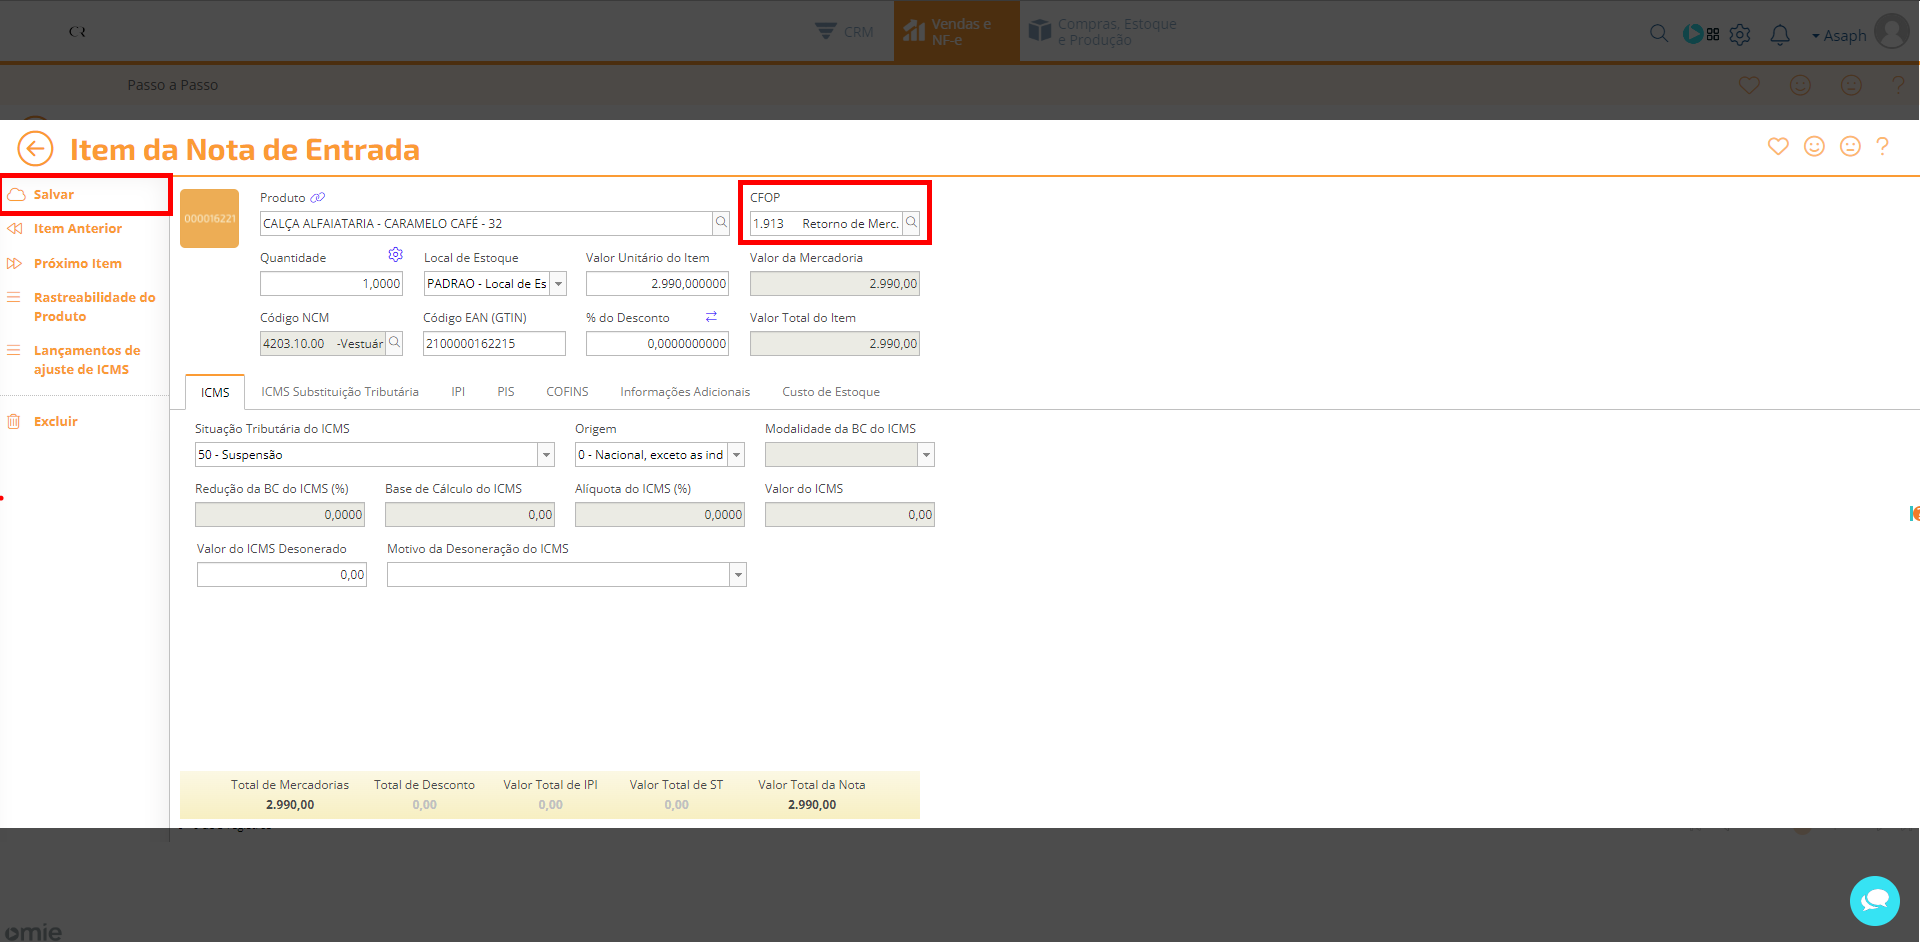 CR
CRM
Vendas e
NF-e
Compras, Estoque
e Produção
Asaph
Passo a Passo
?
Item da Nota de Entrada
?
Salvar
Item Anterior
Próximo Item
Rastreabilidade do
Produto
Lançamentos de
ajuste de ICMS
Excluir
000016221
Produto
CALÇA ALFAIATARIA - CARAMELO CAFÉ - 32
CFOP
1.913 Retorno de Merc.
Quantidade
1,0000
Local de Estoque
PADRAO - Local de Es
Valor Unitário do Item
2.990,000000
Valor da Mercadoria
2.990,00
Código NCM
4203.10.00 -Vestuár
Código EAN (GTIN)
2100000162215
% do Desconto
0,0000000000
Valor Total do Item
2.990,00
ICMS
ICMS Substituição Tributária
IPI
PIS
COFINS
Informações Adicionais
Custo de Estoque
Situação Tributária do ICMS
50 - Suspensão
Origem
0 - Nacional, exceto as ind
Modalidade da BC do ICMS
Redução da BC do ICMS (%)
0,0000
Base de Cálculo do ICMS
0,00
Alíquota do ICMS (%)
0,0000
Valor do ICMS
0,00
Valor do ICMS Desonerado
0,00
Motivo da Desoneração do ICMS
Total de Mercadorias
2.990,00
Total de Desconto
0,00
Valor Total de IPI
0,00
Valor Total de ST
0,00
Valor Total da Nota
2.990,00
omie